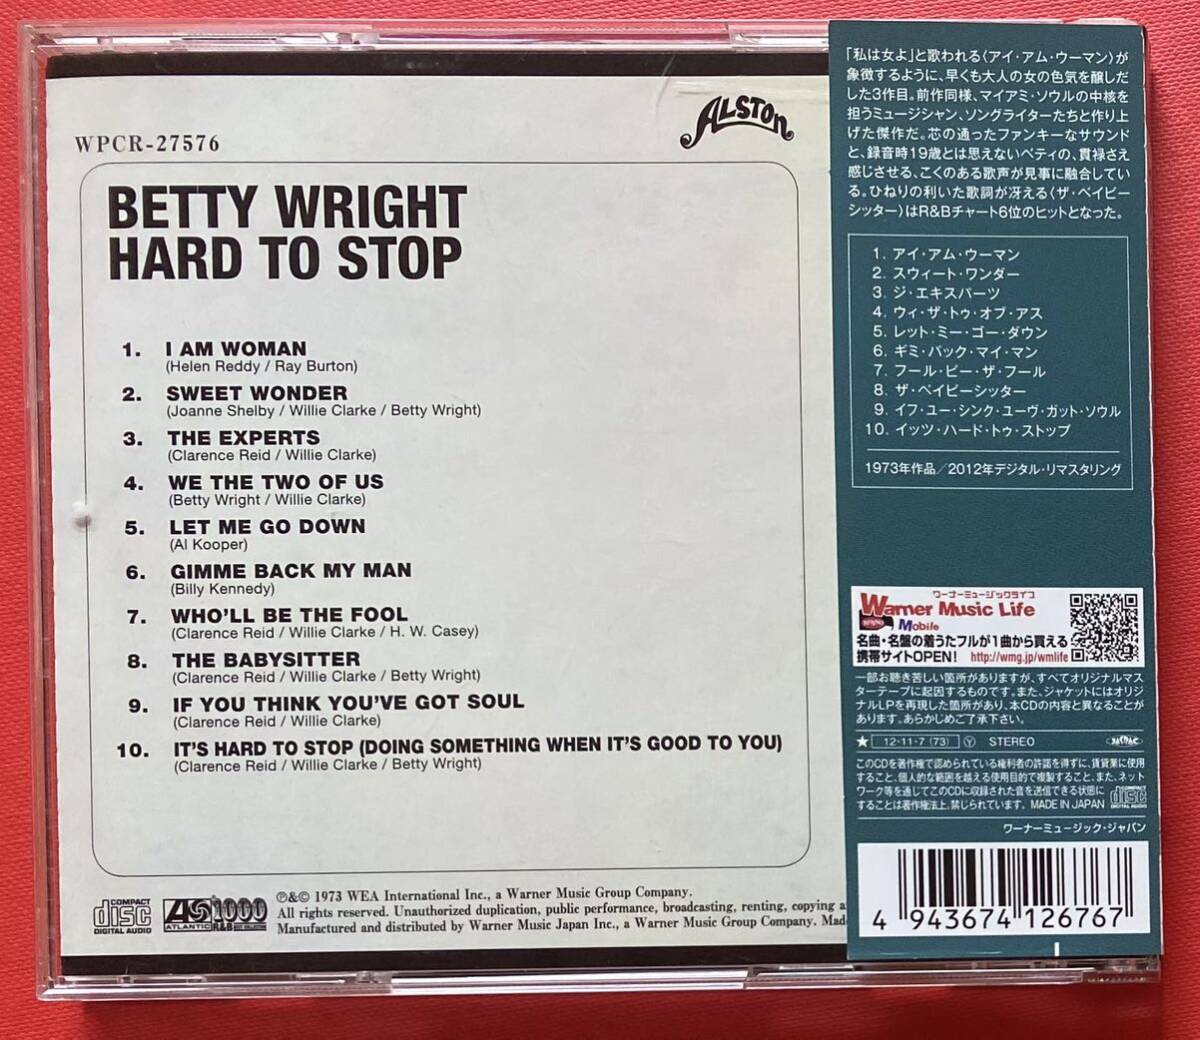 WPCR-27576
ALSTON
BETTY WRIGHT
HARD TO STOP
1. I AM WOMAN
(Helen Reddy / Ray Burton)
2. SWEET WONDER
(Joanne Shelby / Willie Clarke / Betty Wright)
3. THE EXPERTS
(Clarence Reid / Willie Clarke)
4. WE THE TWO OF US
(Betty Wright / Willie Clarke)
5. LET ME GO DOWN
(Al Kooper)
6. GIMME BACK MY MAN
(Billy Kennedy)
7. WHO'LL BE THE FOOL
(Clarence Reid / Willie Clarke / H. W. Casey)
8. THE BABYSITTER
(Clarence Reid / Willie Clarke / Betty Wright)
9. IF YOU THINK YOU'VE GOT SOUL
(Clarence Reid / Willie Clarke)
10. IT'S HARD TO STOP (DOING SOMETHING WHEN IT'S GOOD TO YOU)
(Clarence Reid / Willie Clarke / Betty Wright)
COMPACT
disc
DIGITAL AUDIO
ATLANTIC
1000
R&B
℗&© 1973 WEA International Inc., a Warner Music Group Company.
All rights reserved. Unauthorized duplication, public performance, broadcasting, renting, copying a
Manufactured and distributed by Warner Music Japan Inc., a Warner Music Group Company. Made
「私は女よ」と歌われる〈アイ・アム・ウーマン〉が
象徴するように、早くも大人の女の色気を醸しだ
した3作目。前作同様、マイアミ・ソウルの中核を
担うミュージシャン、ソングライターたちと作り上
げた傑作だ。芯の通ったファンキーなサウンド
と、録音時19歳とは思えないベティの、貫禄さえ
感じさせる、こくのある歌声が見事に融合してい
る。ひねりの利いた歌詞が冴える〈ザ・ベイビー
シッター〉はR&Bチャート6位のヒットとなった。
1. アイ・アム・ウーマン
2. スウィート・ワンダー
3. ジ・エキスパーツ
4. ウィ・ザ・トゥ・オブ・アス
5. レット・ミー・ゴー・ダウン
6. ギミ・バック・マイ・マン
7. フール・ビー・ザ・フール
8. ザ・ベイビーシッター
9. イフ・ユー・シンク・ユーヴ・ガット・ソウル
10. イッツ・ハード・トゥ・ストップ
1973年作品／2012年デジタル・リマスタリング
ワーナーミュージックライフ
Warner Music Life
Mobile
名曲・名盤の着うたフルが1曲から買える
携帯サイトOPEN! http://wmg.jp/wmlife
一部お聴き苦しい箇所がありますが、すべてオリジナルマス
ターテープに起因するものです。また、ジャケットにはオリジ
ナルLPを再現した箇所があり、本CDの内容と異なることが
あります。あらかじめご了承下さい。
★ 12・11・7 (73) Ⓨ STEREO
このCDを著作権で認められている権利者の許諾を得ずに、賃貸業に使用
すること、個人的な範囲を越える使用目的で複製すること、また、ネット
ワーク等を通じてこのCDに収録された音を送信できる状態に
することは著作権法上、禁じられています。 MADE IN JAPAN
COMPACT
disc
DIGITAL AUDIO
ワーナーミュージック・ジャパン
4 943674 126767